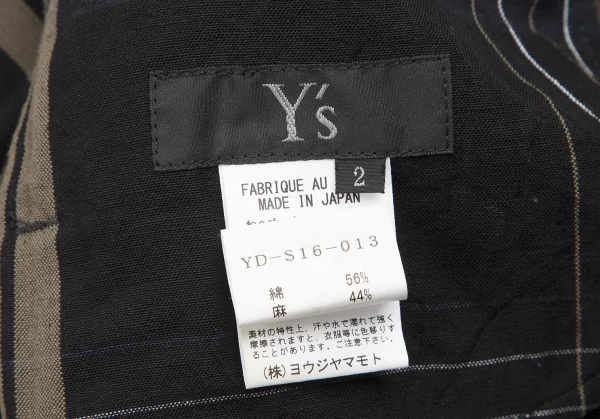 Y's
2
FABRIQUE AU
MADE IN JAPAN
YD-S16-013
綿 56%
麻 44%
素材の特性上、汗や水で濡れて強く
摩擦されますと、衣服等に色移りす
ることがあります。ご注意下さい。
(株)ヨウジヤマモト